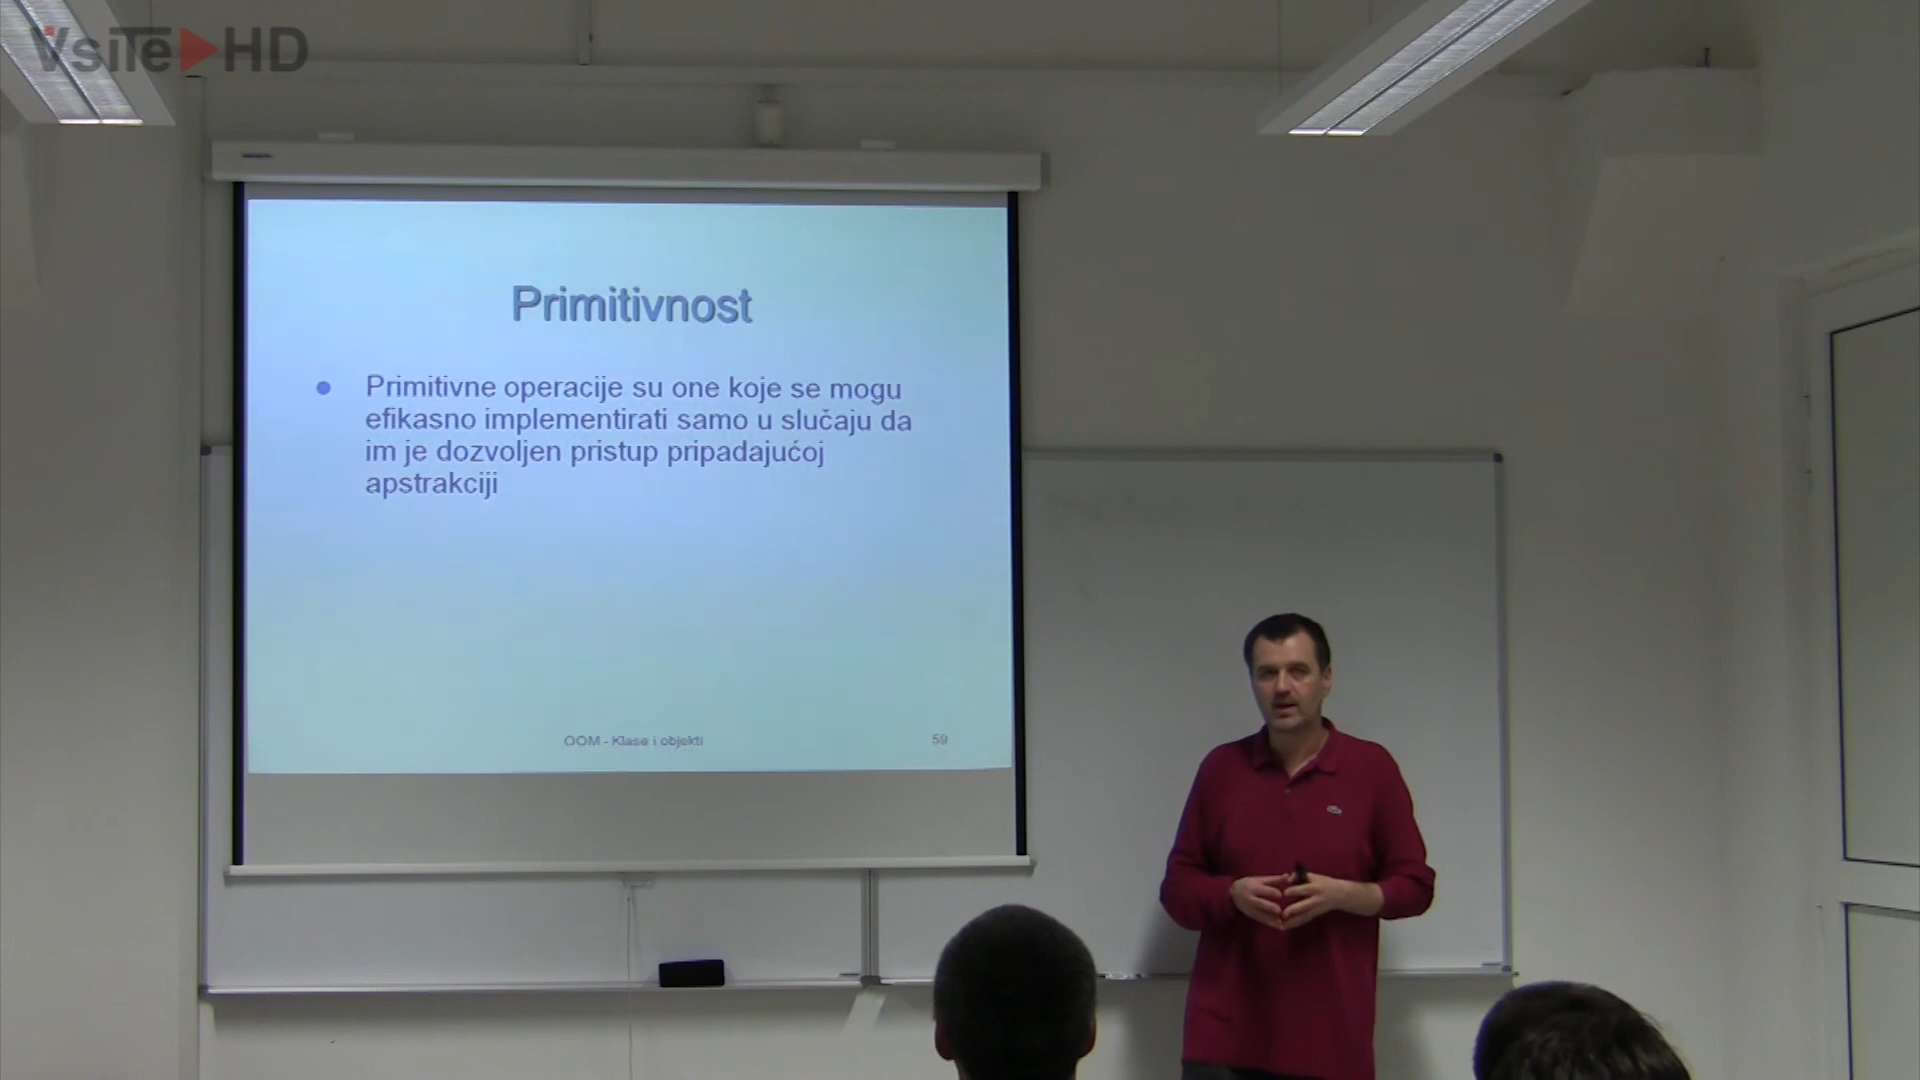 VsiTe HD
Primitivnost
Primitivne operacije su one koje se mogu
efikasno implementirati samo u slučaju da
im je dozvoljen pristup pripadajućoj
apstrakciji
OOM - Klase i objekti
59